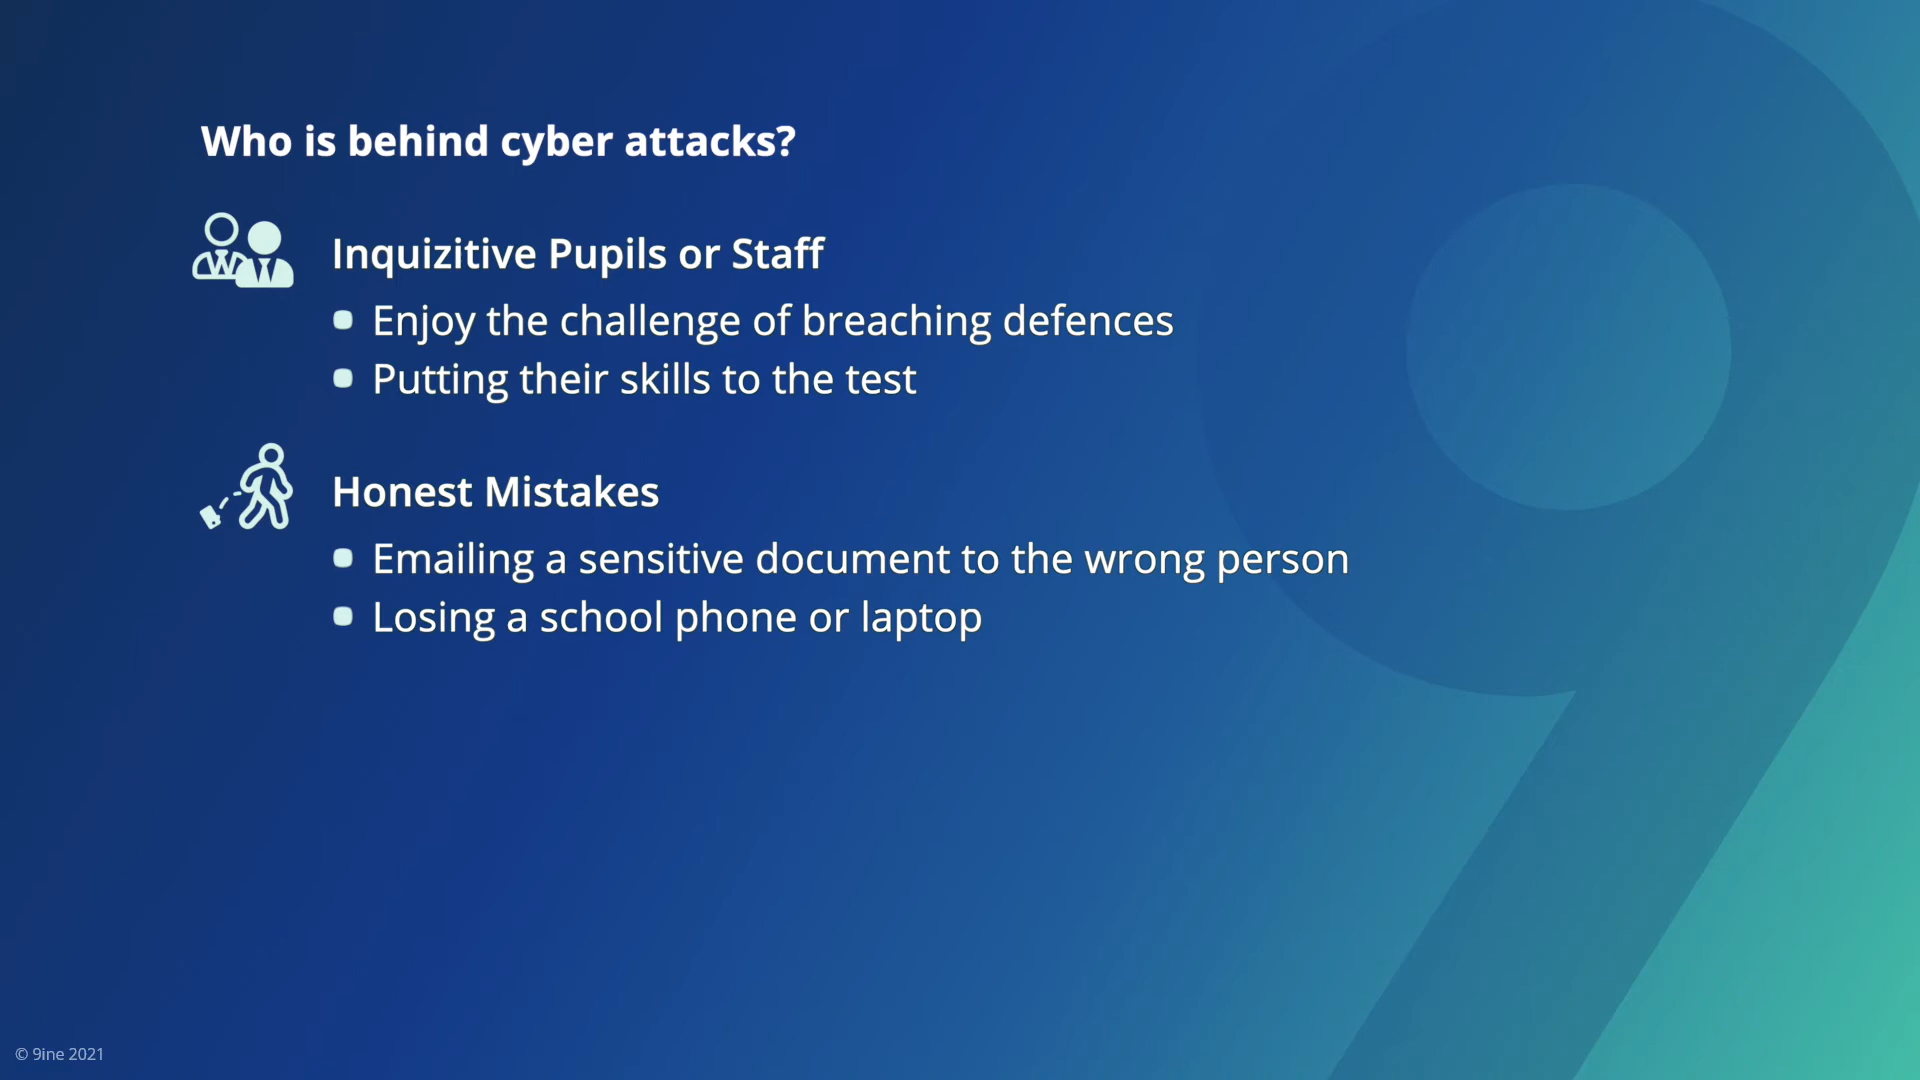 Who is behind cyber attacks?
Inquizitive Pupils or Staff
Enjoy the challenge of breaching defences
Putting their skills to the test
Honest Mistakes
Emailing a sensitive document to the wrong person
Losing a school phone or laptop
© 9ine 2021